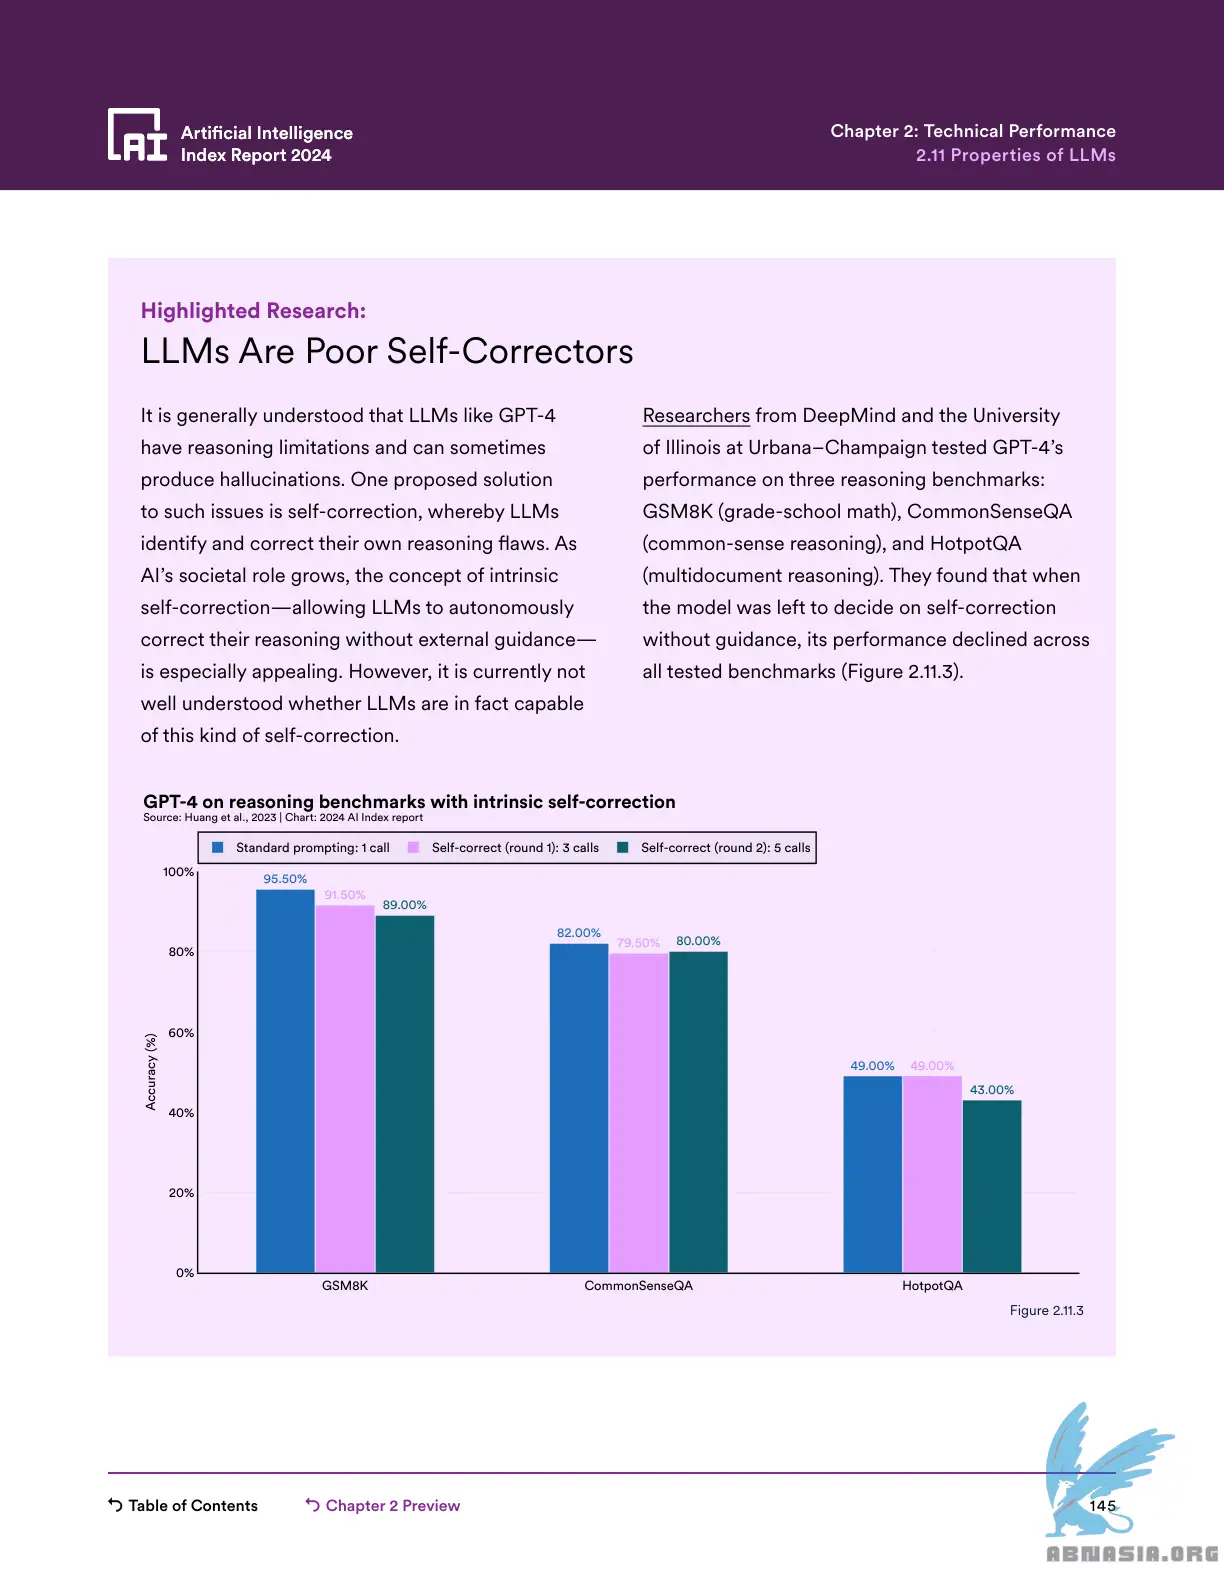 Artificial Intelligence
Index Report 2024
Chapter 2: Technical Performance
2.11 Properties of LLMs
Highlighted Research:
LLMs Are Poor Self-Correctors
It is generally understood that LLMs like GPT-4
have reasoning limitations and can sometimes
produce hallucinations. One proposed solution
to such issues is self-correction, whereby LLMs
identify and correct their own reasoning flaws. As
AI’s societal role grows, the concept of intrinsic
self-correction—allowing LLMs to autonomously
correct their reasoning without external guidance—
is especially appealing. However, it is currently not
well understood whether LLMs are in fact capable
of this kind of self-correction.
Researchers from DeepMind and the University
of Illinois at Urbana–Champaign tested GPT-4’s
performance on three reasoning benchmarks:
GSM8K (grade-school math), CommonSenseQA
(common-sense reasoning), and HotpotQA
(multidocument reasoning). They found that when
the model was left to decide on self-correction
without guidance, its performance declined across
all tested benchmarks (Figure 2.11.3).
GPT-4 on reasoning benchmarks with intrinsic self-correction
Source: Huang et al., 2023 | Chart: 2024 AI Index report
Standard prompting: 1 call Self-correct (round 1): 3 calls Self-correct (round 2): 5 calls
100%
80%
60%
40%
20%
0%
Accuracy (%)
95.50%
91.50%
89.00%
82.00%
79.50%
80.00%
49.00%
49.00%
43.00%
GSM8K CommonSenseQA HotpotQA
Figure 2.11.3
Table of Contents Chapter 2 Preview 145
ABNASIA.ORG